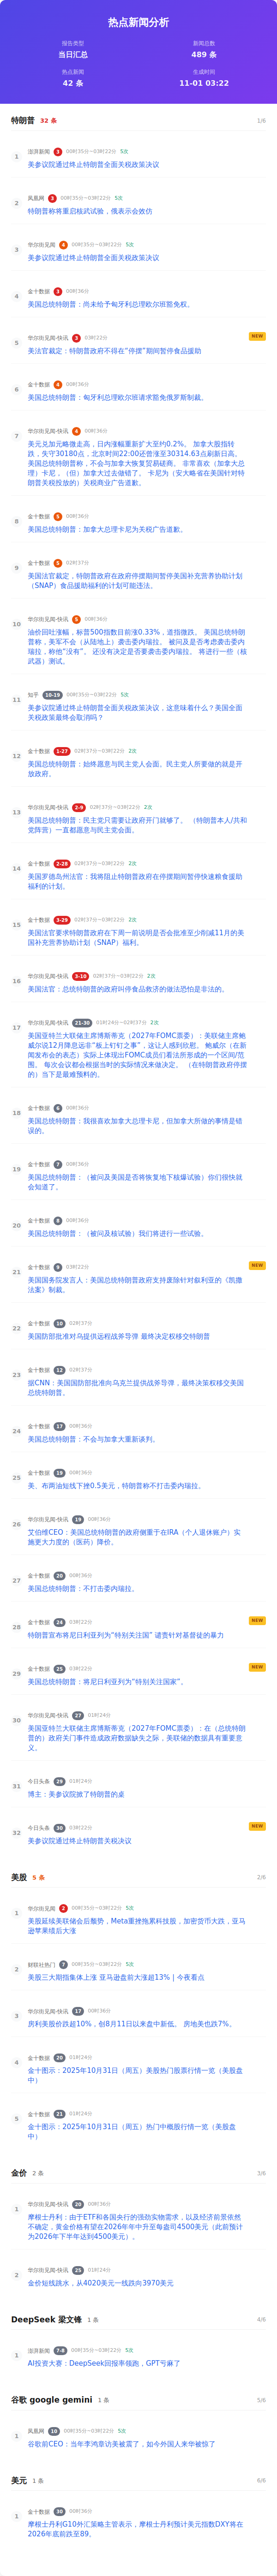 热点新闻分析
报告类型
当日汇总
新闻总数
489 条
热点新闻
42 条
生成时间
11-01 03:22
特朗普 32 条 1/6
1
澎湃新闻 3 00时35分~03时22分 5次
美参议院通过终止特朗普全面关税政策决议
2
凤凰网 3 00时35分~03时22分 5次
特朗普称将重启核武试验，俄表示会效仿
3
华尔街见闻 4 00时35分~03时22分 5次
美参议院通过终止特朗普全面关税政策决议
4
金十数据 3 00时36分
美国总统特朗普：尚未给予匈牙利总理欧尔班豁免权。
5
华尔街见闻-快讯 3 03时22分 NEW
美法官裁定：特朗普政府不得在“停摆”期间暂停食品援助
6
金十数据 4 00时36分
美国总统特朗普：匈牙利总理欧尔班请求豁免俄罗斯制裁。
7
华尔街见闻-快讯 4 00时36分
美元兑加元略微走高，日内涨幅重新扩大至约0.2%。 加拿大股指转
跌，失守30180点，北京时间22:00还曾涨至30314.63点刷新日高。
美国总统特朗普称，不会与加拿大恢复贸易磋商。 非常喜欢（加拿大总
理）卡尼，（但）加拿大过去做错了。 卡尼为（安大略省在美国针对特
朗普关税投放的）关税商业广告道歉。
8
金十数据 5 00时36分
美国总统特朗普：加拿大总理卡尼为关税广告道歉。
9
金十数据 5 02时37分
美国法官裁定，特朗普政府在政府停摆期间暂停美国补充营养协助计划
（SNAP）食品援助福利的计划可能违法。
10
华尔街见闻-快讯 5 00时36分
油价回吐涨幅，标普500指数目前涨0.33%，道指微跌。 美国总统特朗
普称，美军不会（从陆地上）袭击委内瑞拉。 被问及是否考虑袭击委内
瑞拉，称他“没有”。 还没有决定是否要袭击委内瑞拉。 将进行一些（核
武器）测试。
11
知乎 18-19 00时35分~03时22分 5次
美参议院通过终止特朗普全面关税政策决议，这意味着什么？美国全面
关税政策最终会取消吗？
12
金十数据 1-27 02时37分~03时22分 2次
美国总统特朗普：始终愿意与民主党人会面。民主党人所要做的就是开
放政府。
13
华尔街见闻-快讯 2-9 02时37分~03时22分 2次
美国总统特朗普：民主党只需要让政府开门就够了。 （特朗普本人/共和
党阵营）一直都愿意与民主党会面。
14
金十数据 2-28 02时37分~03时22分 2次
美国罗德岛州法官：我将阻止特朗普政府在停摆期间暂停快速粮食援助
福利的计划。
15
金十数据 3-29 02时37分~03时22分 2次
美国法官要求特朗普政府在下周一前说明是否会批准至少削减11月的美
国补充营养协助计划（SNAP）福利。
16
华尔街见闻-快讯 3-10 02时37分~03时22分 2次
美国法官：总统特朗普的政府叫停食品救济的做法恐怕是非法的。
17
华尔街见闻-快讯 21-30 01时24分~02时37分 2次
美国亚特兰大联储主席博斯蒂克（2027年FOMC票委）：美联储主席鲍
威尔说12月降息远非“板上钉钉之事”，这让人感到欣慰。 鲍威尔（在新
闻发布会的表态）实际上体现出FOMC成员们看法所形成的一个区间/范
围。 每次会议都会根据当时的实际情况来做决定。 （在特朗普政府停摆
的）当下是最难预料的。
18
金十数据 6 00时36分
美国总统特朗普：我很喜欢加拿大总理卡尼，但加拿大所做的事情是错
误的。
19
金十数据 7 00时36分
美国总统特朗普：（被问及美国是否将恢复地下核爆试验）你们很快就
会知道了。
20
金十数据 8 00时36分
美国总统特朗普：（被问及核试验）我们将进行一些试验。
21
金十数据 9 03时22分 NEW
美国国务院发言人：美国总统特朗普政府支持废除针对叙利亚的《凯撒
法案》制裁。
22
金十数据 10 02时37分
美国防部批准对乌提供远程战斧导弹 最终决定权移交特朗普
23
金十数据 12 02时37分
据CNN：美国国防部批准向乌克兰提供战斧导弹，最终决策权移交美国
总统特朗普。
24
金十数据 17 00时36分
美国总统特朗普：不会与加拿大重新谈判。
25
金十数据 19 00时36分
美、布两油短线下挫0.5美元，特朗普称不打击委内瑞拉。
26
华尔街见闻-快讯 19 00时36分
艾伯维CEO：美国总统特朗普的政府侧重于在IRA（个人退休账户）实
施更大力度的（医药）降价。
27
金十数据 20 00时36分
美国总统特朗普：不打击委内瑞拉。
28
金十数据 24 03时22分 NEW
特朗普宣布将尼日利亚列为“特别关注国” 谴责针对基督徒的暴力
29
金十数据 25 03时22分 NEW
美国总统特朗普：将尼日利亚列为“特别关注国家”。
30
华尔街见闻-快讯 27 01时24分
美国亚特兰大联储主席博斯蒂克（2027年FOMC票委）：在（总统特朗
普的）政府关门事件造成政府数据缺失之际，美联储的数据具有重要意
义。
31
今日头条 29 01时24分
博主：美参议院掀了特朗普的桌
32
今日头条 30 03时22分 NEW
美参议院通过终止特朗普关税决议
美股 5 条 2/6
1
华尔街见闻 2 00时35分~03时22分 5次
美股延续美联储会后颓势，Meta重挫拖累科技股，加密货币大跌，亚马
逊苹果绩后大涨
2
财联社热门 7 00时35分~03时22分 5次
美股三大期指集体上涨 亚马逊盘前大涨超13%丨今夜看点
3
华尔街见闻-快讯 17 00时36分
房利美股价跌超10%，创8月11日以来盘中新低。 房地美也跌7%。
4
金十数据 20 01时24分
金十图示：2025年10月31日（周五）美股热门股票行情一览（美股盘
中）
5
金十数据 21 01时24分
金十图示：2025年10月31日（周五）热门中概股行情一览（美股盘
中）
金价 2 条 3/6
1
华尔街见闻-快讯 20 00时36分
摩根士丹利：由于ETF和各国央行的强劲实物需求，以及经济前景依然
不确定，黄金价格有望在2026年年中升至每盎司4500美元（此前预计
为2026年下半年达到4500美元）。
2
华尔街见闻-快讯 25 01时24分
金价短线跳水，从4020美元一线跌向3970美元
DeepSeek 梁文锋 1 条 4/6
1
澎湃新闻 7-8 00时35分~03时22分 5次
AI投资大赛：DeepSeek回报率领跑，GPT亏麻了
谷歌 google gemini 1 条 5/6
1
凤凰网 10 00时35分~03时22分 5次
谷歌前CEO：当年李鸿章访美被震了，如今外国人来华被惊了
美元 1 条 6/6
1
金十数据 30 00时36分
摩根士丹利G10外汇策略主管表示，摩根士丹利预计美元指数DXY将在
2026年底前跌至89。